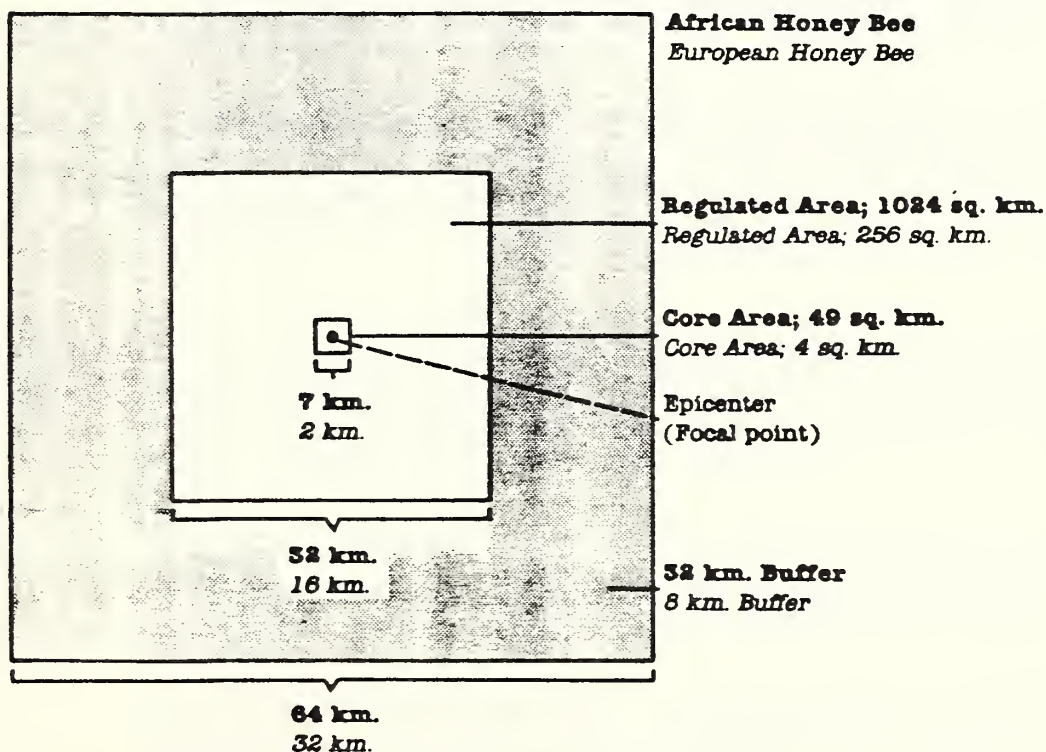 African Honey Bee
European Honey Bee
Regulated Area; 1024 sq. km.
Regulated Area; 256 sq. km.
Core Area; 49 sq. km.
Core Area; 4 sq. km.
7 km.
2 km.
Epicenter
(Focal point)
32 km.
16 km.
32 km. Buffer
8 km. Buffer
64 km.
32 km.